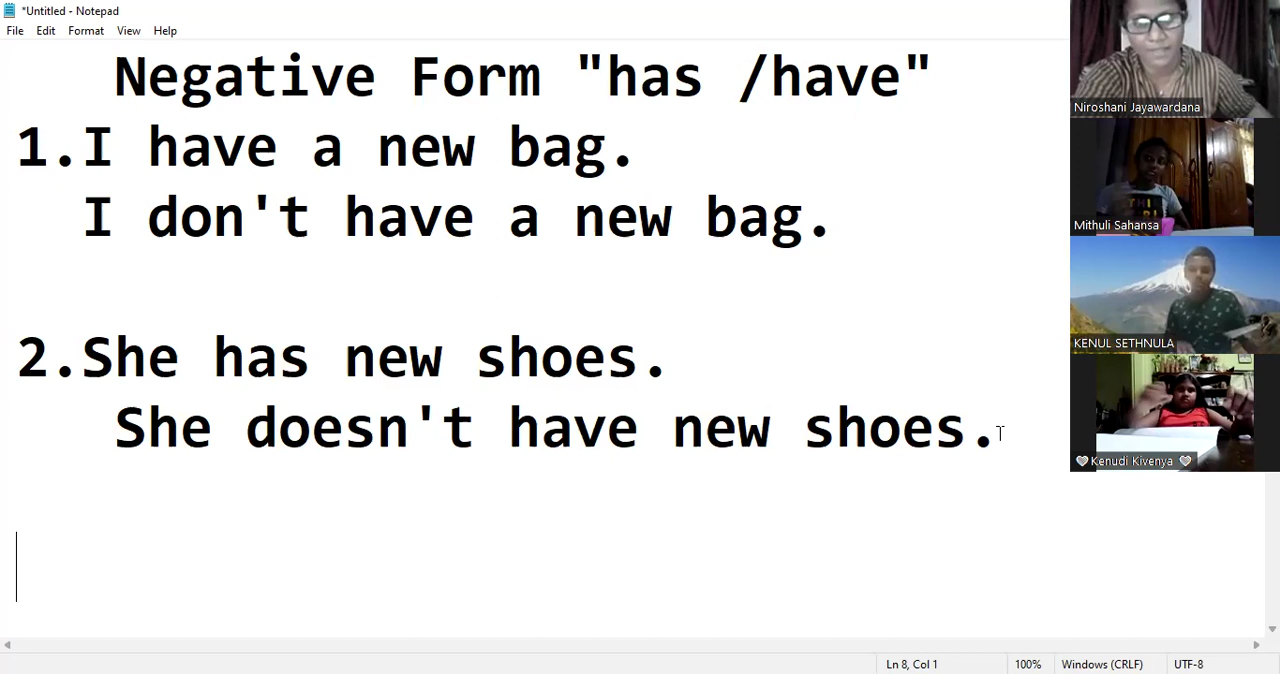 *Untitled - Notepad
File Edit Format View Help
Negative Form "has /have"
1.I have a new bag.
I don't have a new bag.
2.She has new shoes.
She doesn't have new shoes.
Niroshani Jayawardana
Mithuli Sahansa
KENUL SETHNULA
🤍 Kenudi Kivenya 🤍
Ln 8, Col 1 100% Windows (CRLF) UTF-8